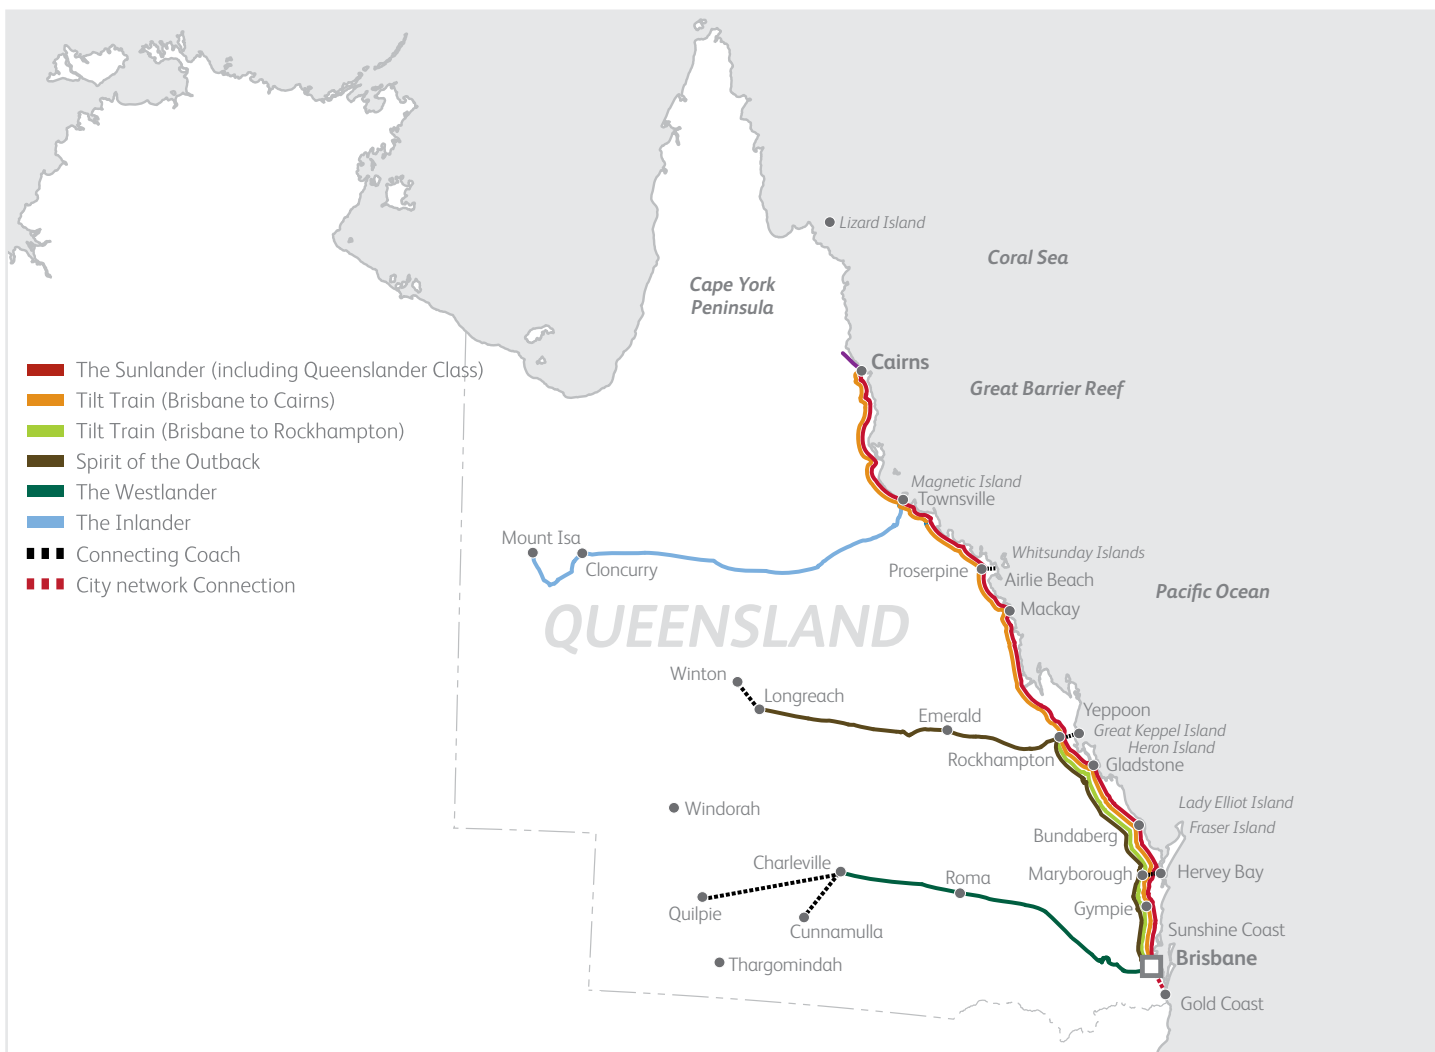 Lizard Island
Coral Sea
Cape York
Peninsula
Cairns
Great Barrier Reef
The Sunlander (including Queenslander Class)
Tilt Train (Brisbane to Cairns)
Tilt Train (Brisbane to Rockhampton)
Spirit of the Outback
The Westlander
The Inlander
Connecting Coach
City network Connection
Magnetic Island
Townsville
Mount Isa
Cloncurry
Whitsunday Islands
Proserpine
Airlie Beach
Pacific Ocean
Mackay
QUEENSLAND
Winton
Longreach
Emerald
Yeppoon
Great Keppel Island
Heron Island
Rockhampton
Gladstone
Lady Elliot Island
Windorah
Fraser Island
Bundaberg
Charleville
Roma
Maryborough
Hervey Bay
Quilpie
Gympie
Cunnamulla
Sunshine Coast
Brisbane
Thargomindah
Gold Coast